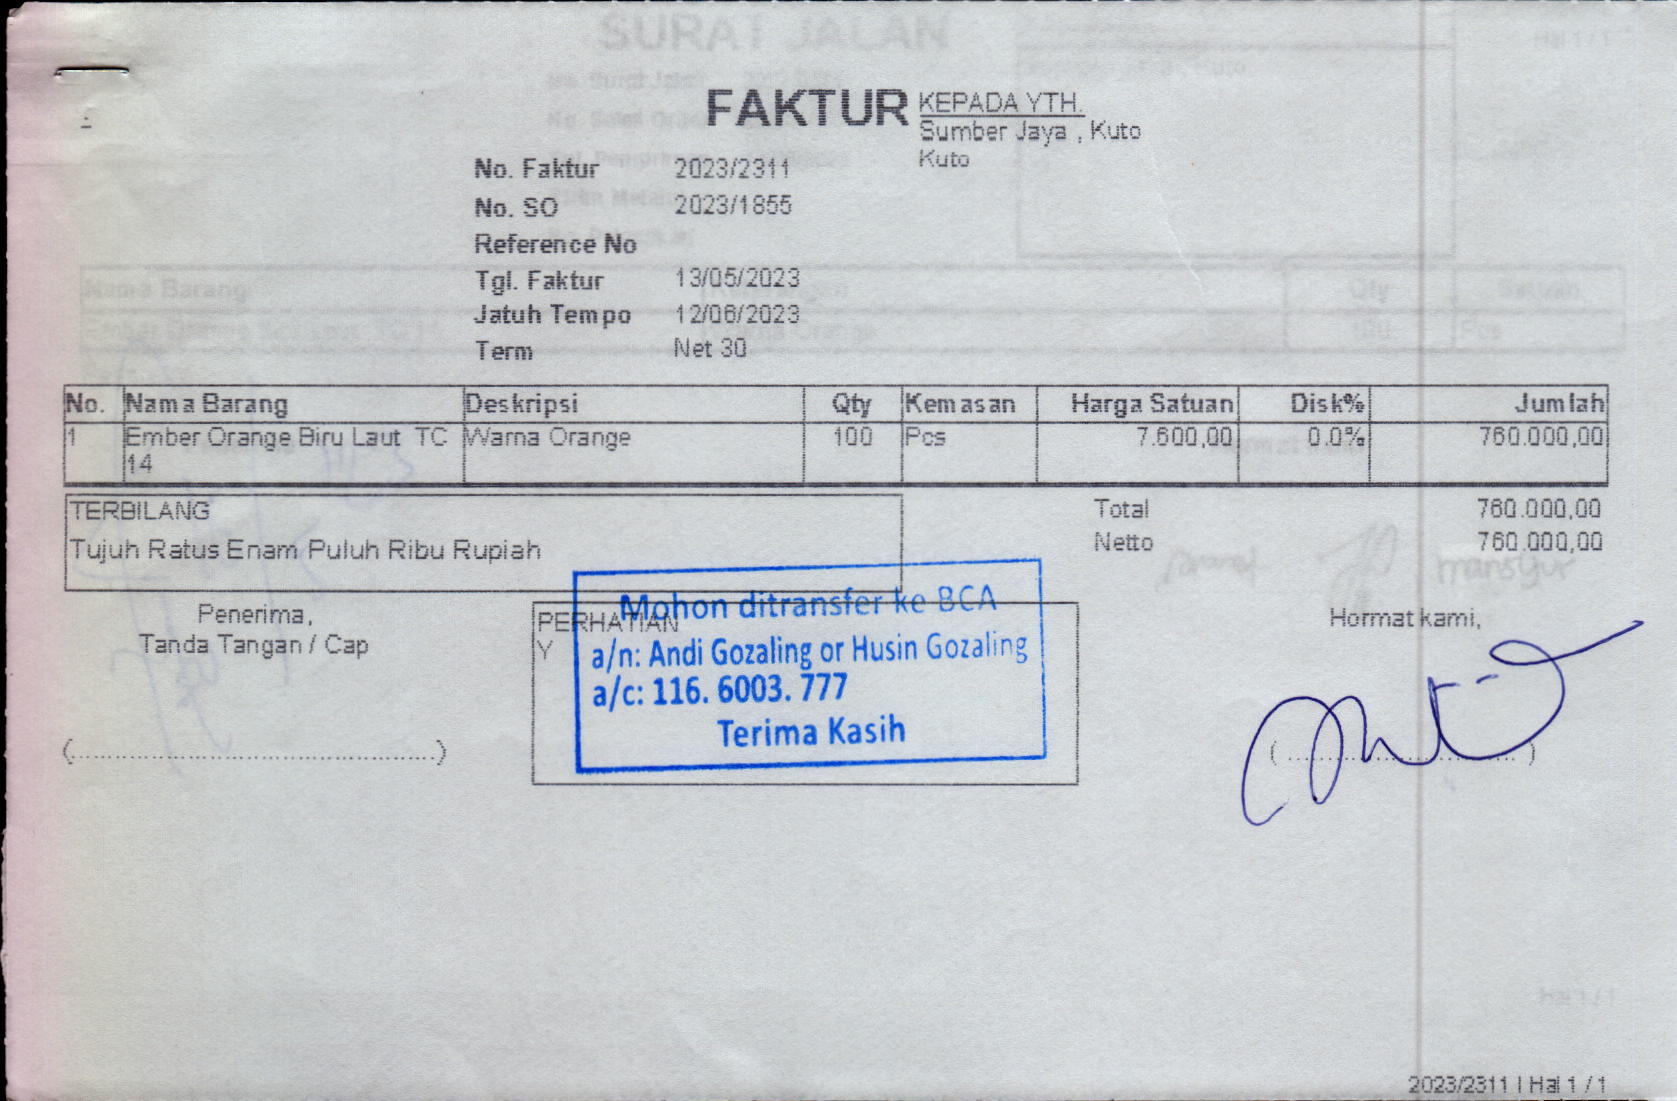 FAKTUR
KEPADA YTH.
Sumber Jaya , Kuto
Kuto
No. Faktur 2023/2311
No. SO 2023/1855
Reference No
Tgl. Faktur 13/05/2023
Jatuh Tempo 12/06/2023
Term Net 30
No. Nama Barang Deskripsi Qty Kemasan Harga Satuan Disk% Jumlah
1 Ember Orange Biru Laut TC Warna Orange 100 Pcs 7.600,00 0.0% 760.000,00
14
TERBILANG
Tujuh Ratus Enam Puluh Ribu Rupiah
Total 760.000,00
Netto 760.000,00
Penerima,
Tanda Tangan / Cap
(........................................)
PERHATIAN
Y
Mohon ditransfer ke BCA
a/n: Andi Gozaling or Husin Gozaling
a/c: 116. 6003. 777
Terima Kasih
Hormat kami,
(........................)
2023/2311 | Hal 1 / 1